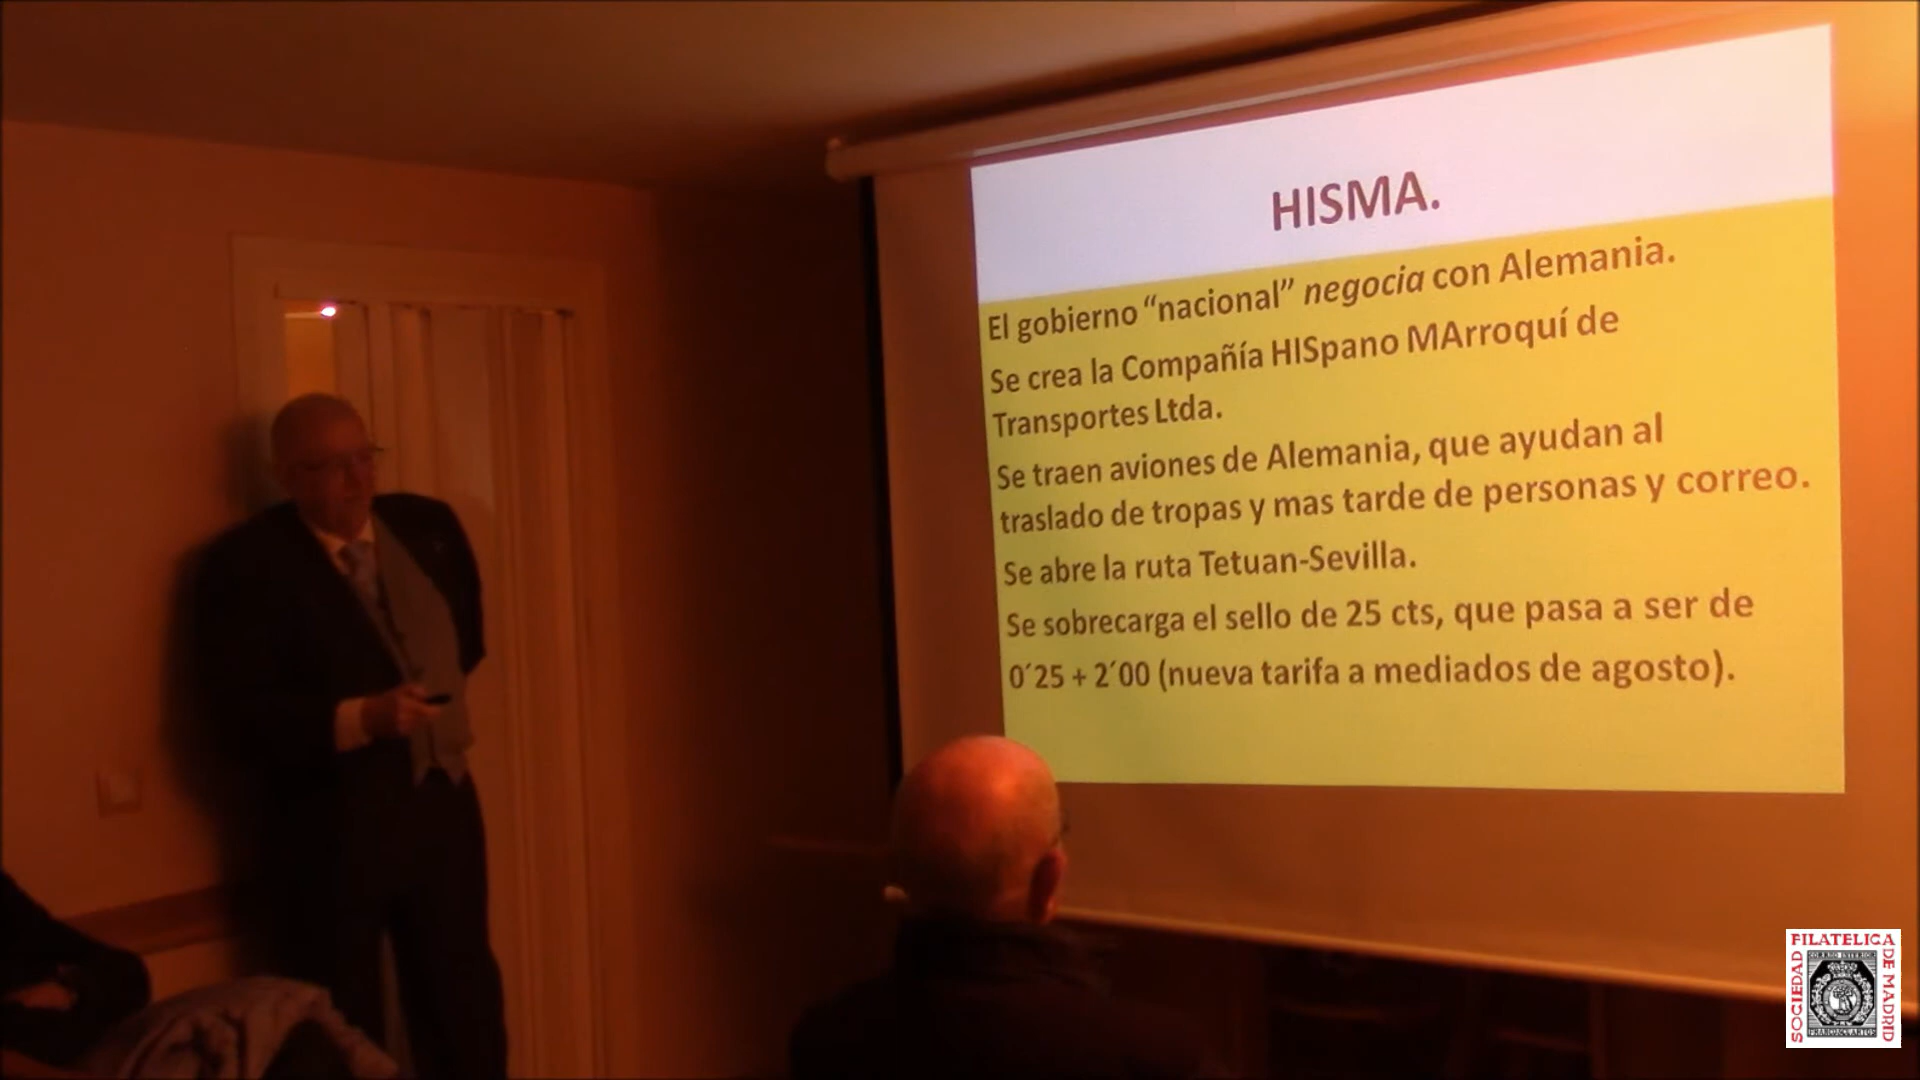 HISMA.
El gobierno “nacional” negocia con Alemania.
Se crea la Compañía HISpano MArroquí de
Transportes Ltda.
Se traen aviones de Alemania, que ayudan al
traslado de tropas y mas tarde de personas y correo.
Se abre la ruta Tetuan-Sevilla.
Se sobrecarga el sello de 25 cts, que pasa a ser de
0´25 + 2´00 (nueva tarifa a mediados de agosto).
SOCIEDAD
FILATELICA
DE MADRID
CORREO INTERIOR
FRANCO